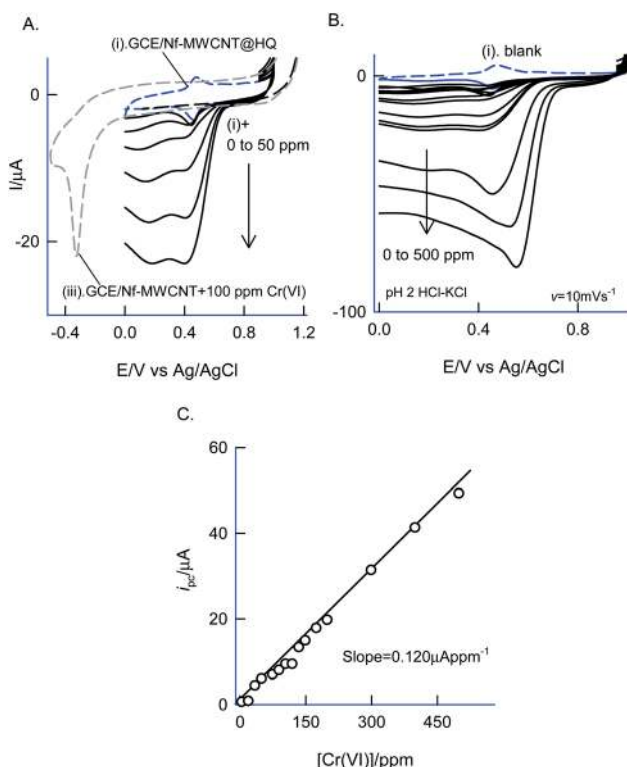 A.
(i).GCE/Nf-MWCNT@HQ
0
-20
I/μA
(i)+
0 to 50 ppm
(iii).GCE/Nf-MWCNT+100 ppm Cr(VI)
-0.4 0.0 0.4 0.8 1.2
E/V vs Ag/AgCl
B.
(i). blank
0
-100
0 to 500 ppm
pH 2 HCl-KCl
v=10mVs⁻¹
0.0 0.4 0.8
E/V vs Ag/AgCl
C.
60
40
20
0
iₚc/μA
Slope=0.120μAppm⁻¹
0 150 300 450
[Cr(VI)]/ppm